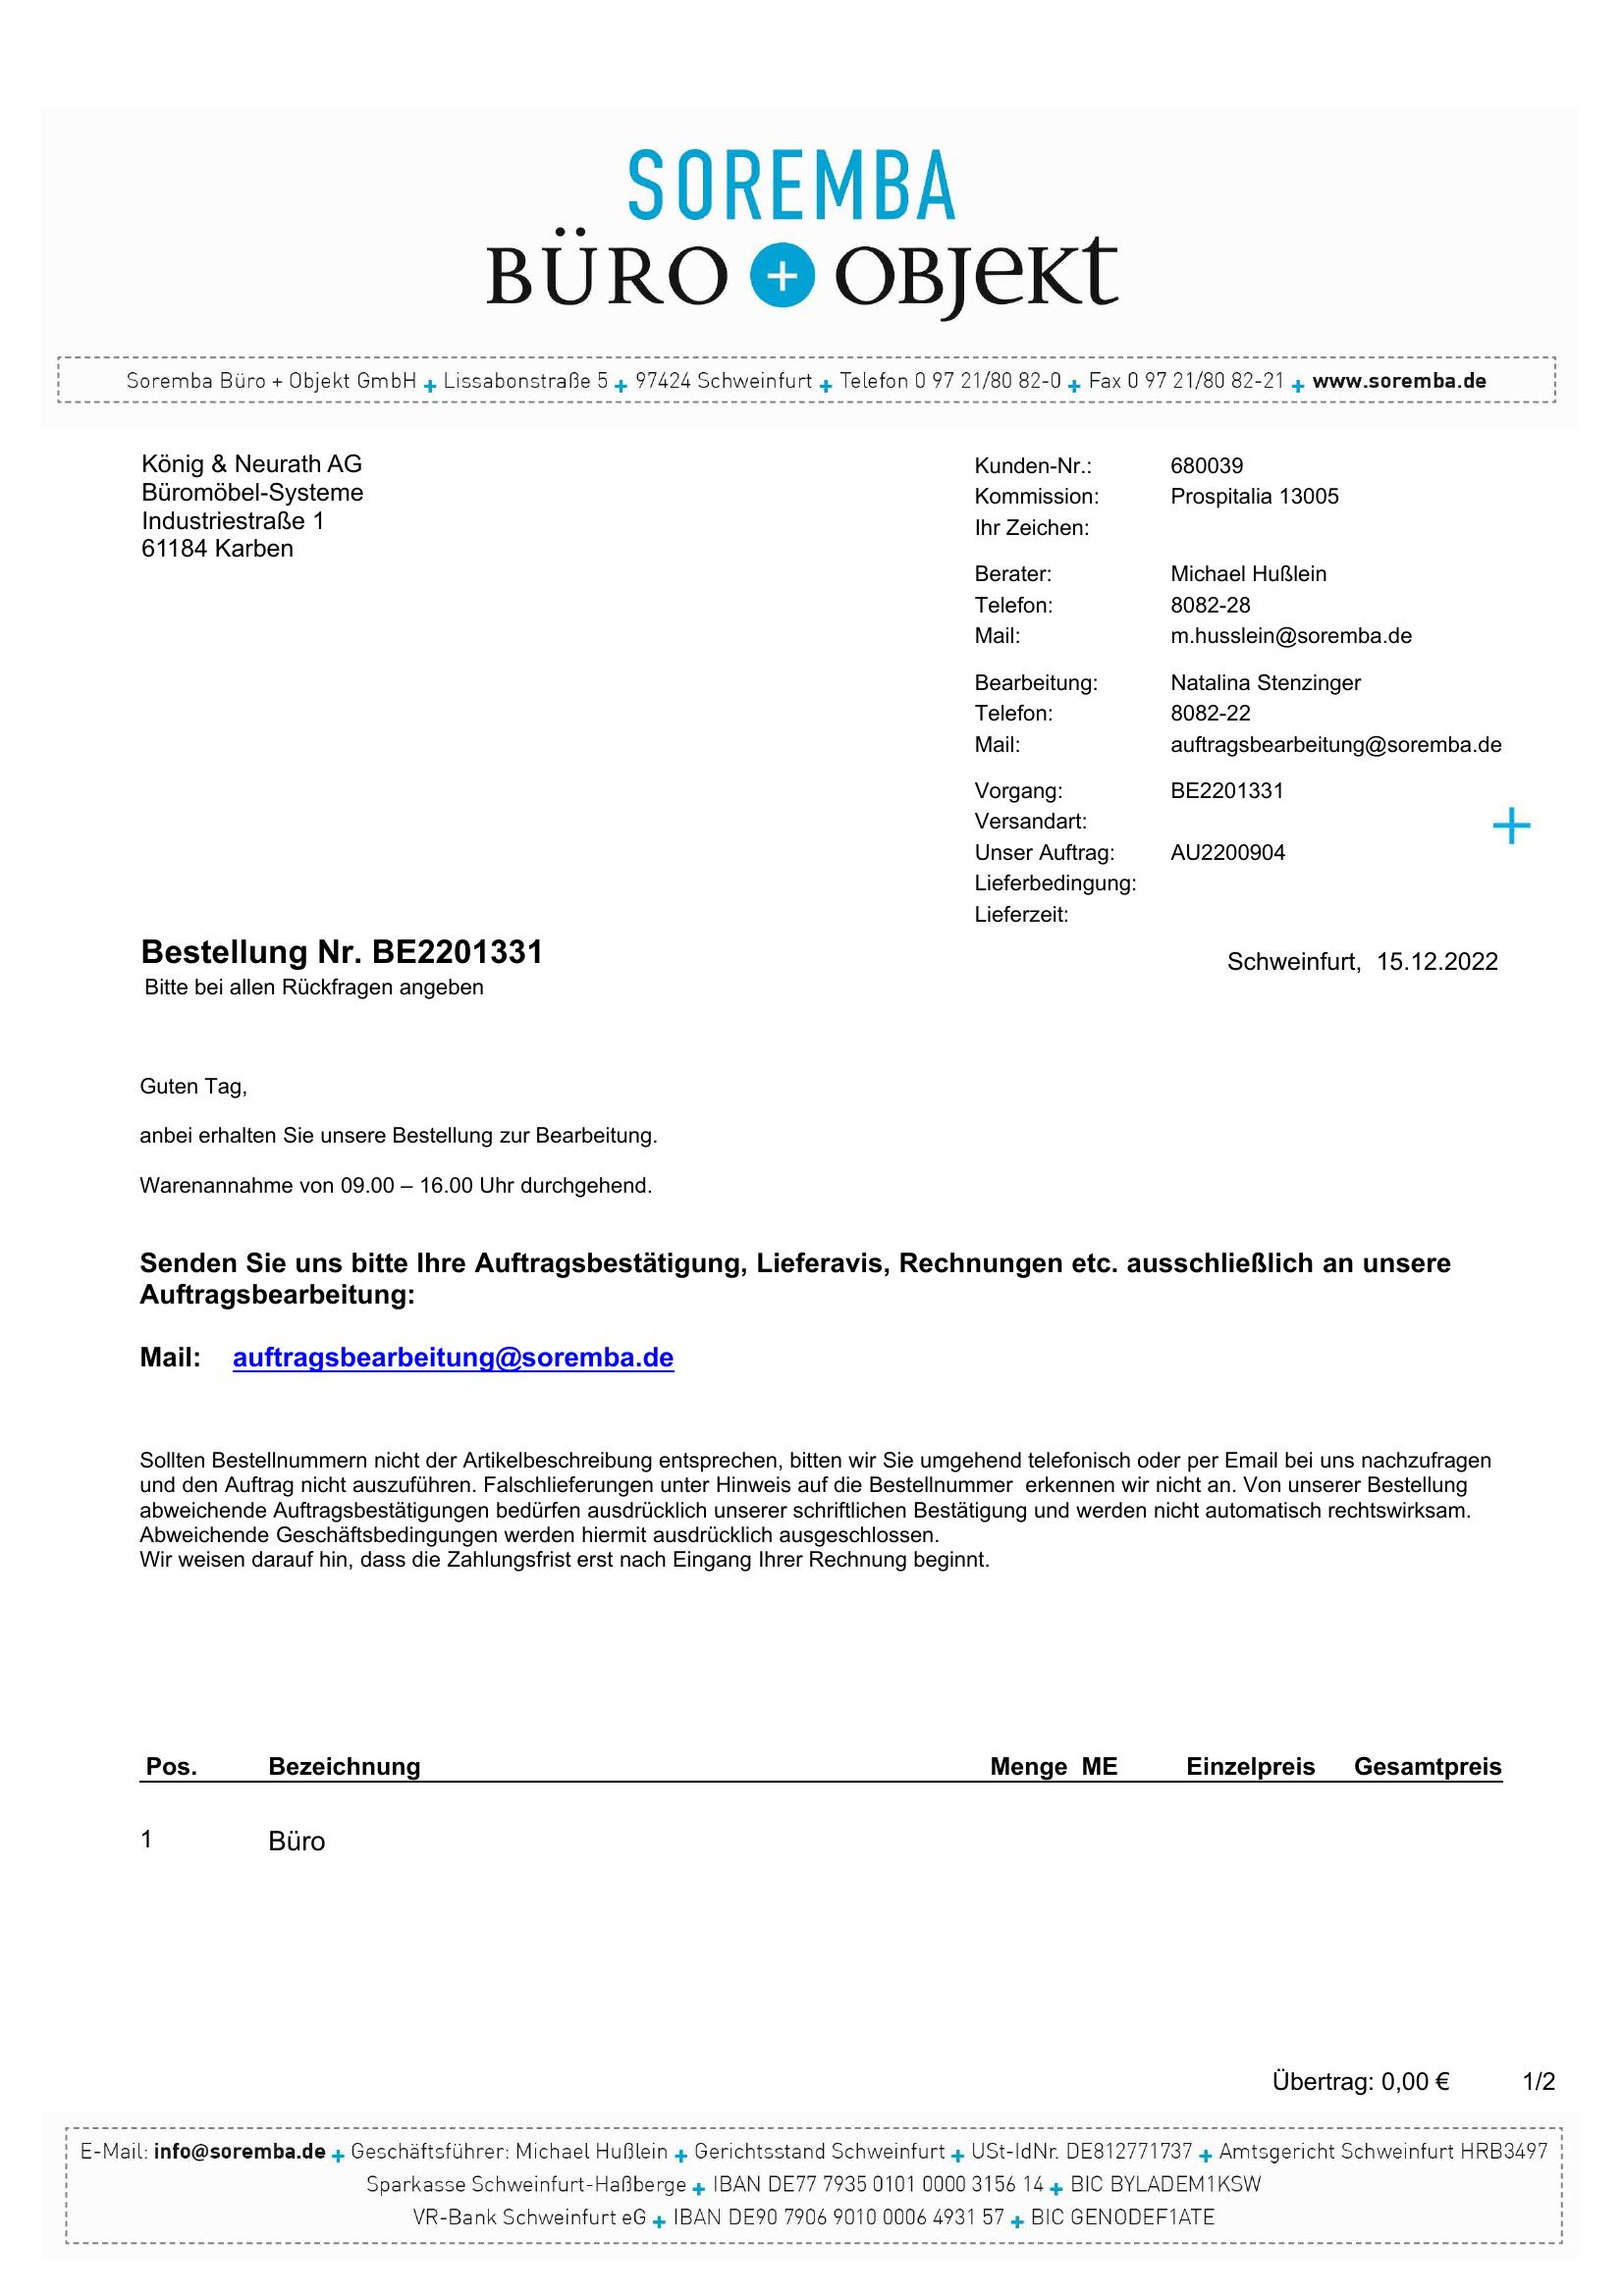 SOREMBA
BÜRO + OBJEKT
Soremba Büro + Objekt GmbH + Lissabonstraße 5 + 97424 Schweinfurt + Telefon 0 97 21/80 82-0 + Fax 0 97 21/80 82-21 + www.soremba.de
König & Neurath AG
Büromöbel-Systeme
Industriestraße 1
61184 Karben
Kunden-Nr.: 680039
Kommission: Prospitalia 13005
Ihr Zeichen:
Berater: Michael Hußlein
Telefon: 8082-28
Mail: m.husslein@soremba.de
Bearbeitung: Natalina Stenzinger
Telefon: 8082-22
Mail: auftragsbearbeitung@soremba.de
Vorgang: BE2201331
Versandart:
Unser Auftrag: AU2200904
Lieferbedingung:
Lieferzeit:
Bestellung Nr. BE2201331
Schweinfurt, 15.12.2022
Bitte bei allen Rückfragen angeben
Guten Tag,
anbei erhalten Sie unsere Bestellung zur Bearbeitung.
Warenannahme von 09.00 – 16.00 Uhr durchgehend.
Senden Sie uns bitte Ihre Auftragsbestätigung, Lieferavis, Rechnungen etc. ausschließlich an unsere
Auftragsbearbeitung:
Mail: auftragsbearbeitung@soremba.de
Sollten Bestellnummern nicht der Artikelbeschreibung entsprechen, bitten wir Sie umgehend telefonisch oder per Email bei uns nachzufragen
und den Auftrag nicht auszuführen. Falschlieferungen unter Hinweis auf die Bestellnummer erkennen wir nicht an. Von unserer Bestellung
abweichende Auftragsbestätigungen bedürfen ausdrücklich unserer schriftlichen Bestätigung und werden nicht automatisch rechtswirksam.
Abweichende Geschäftsbedingungen werden hiermit ausdrücklich ausgeschlossen.
Wir weisen darauf hin, dass die Zahlungsfrist erst nach Eingang Ihrer Rechnung beginnt.
Pos. Bezeichnung Menge ME Einzelpreis Gesamtpreis
1 Büro
Übertrag: 0,00 € 1/2
E-Mail: info@soremba.de + Geschäftsführer: Michael Hußlein + Gerichtsstand Schweinfurt + USt-IdNr. DE812771737 + Amtsgericht Schweinfurt HRB3497
Sparkasse Schweinfurt-Haßberge + IBAN DE77 7935 0101 0000 3156 14 + BIC BYLADEM1KSW
VR-Bank Schweinfurt eG + IBAN DE90 7906 9010 0006 4931 57 + BIC GENODEF1ATE